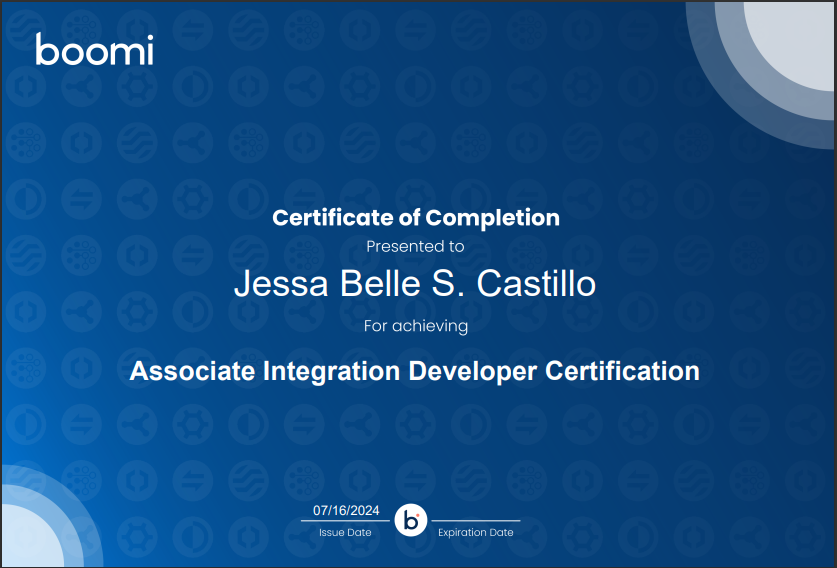 boomi
Certificate of Completion
Presented to
Jessa Belle S. Castillo
For achieving
Associate Integration Developer Certification
07/16/2024
b
Issue Date
Expiration Date